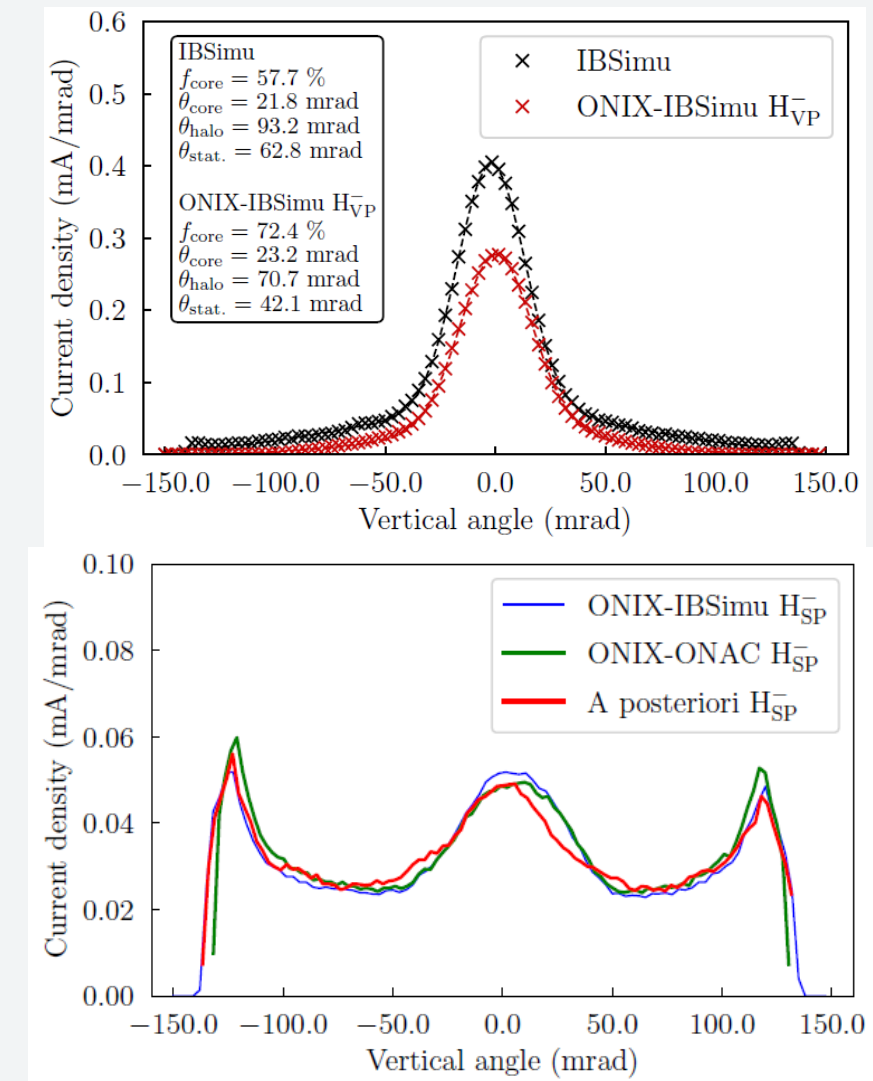 0.6
IBSimu
f_core = 57.7 %
θ_core = 21.8 mrad
θ_halo = 93.2 mrad
θ_stat. = 62.8 mrad
ONIX-IBSimu H⁻_VP
f_core = 72.4 %
θ_core = 23.2 mrad
θ_halo = 70.7 mrad
θ_stat. = 42.1 mrad
IBSimu
ONIX-IBSimu H⁻_VP
0.5
0.4
0.3
0.2
0.1
0.0
Current density (mA/mrad)
−150.0 −100.0 −50.0 0.0 50.0 100.0 150.0
Vertical angle (mrad)
0.10
ONIX-IBSimu H⁻_SP
ONIX-ONAC H⁻_SP
A posteriori H⁻_SP
0.08
0.06
0.04
0.02
0.00
Current density (mA/mrad)
−150.0 −100.0 −50.0 0.0 50.0 100.0 150.0
Vertical angle (mrad)